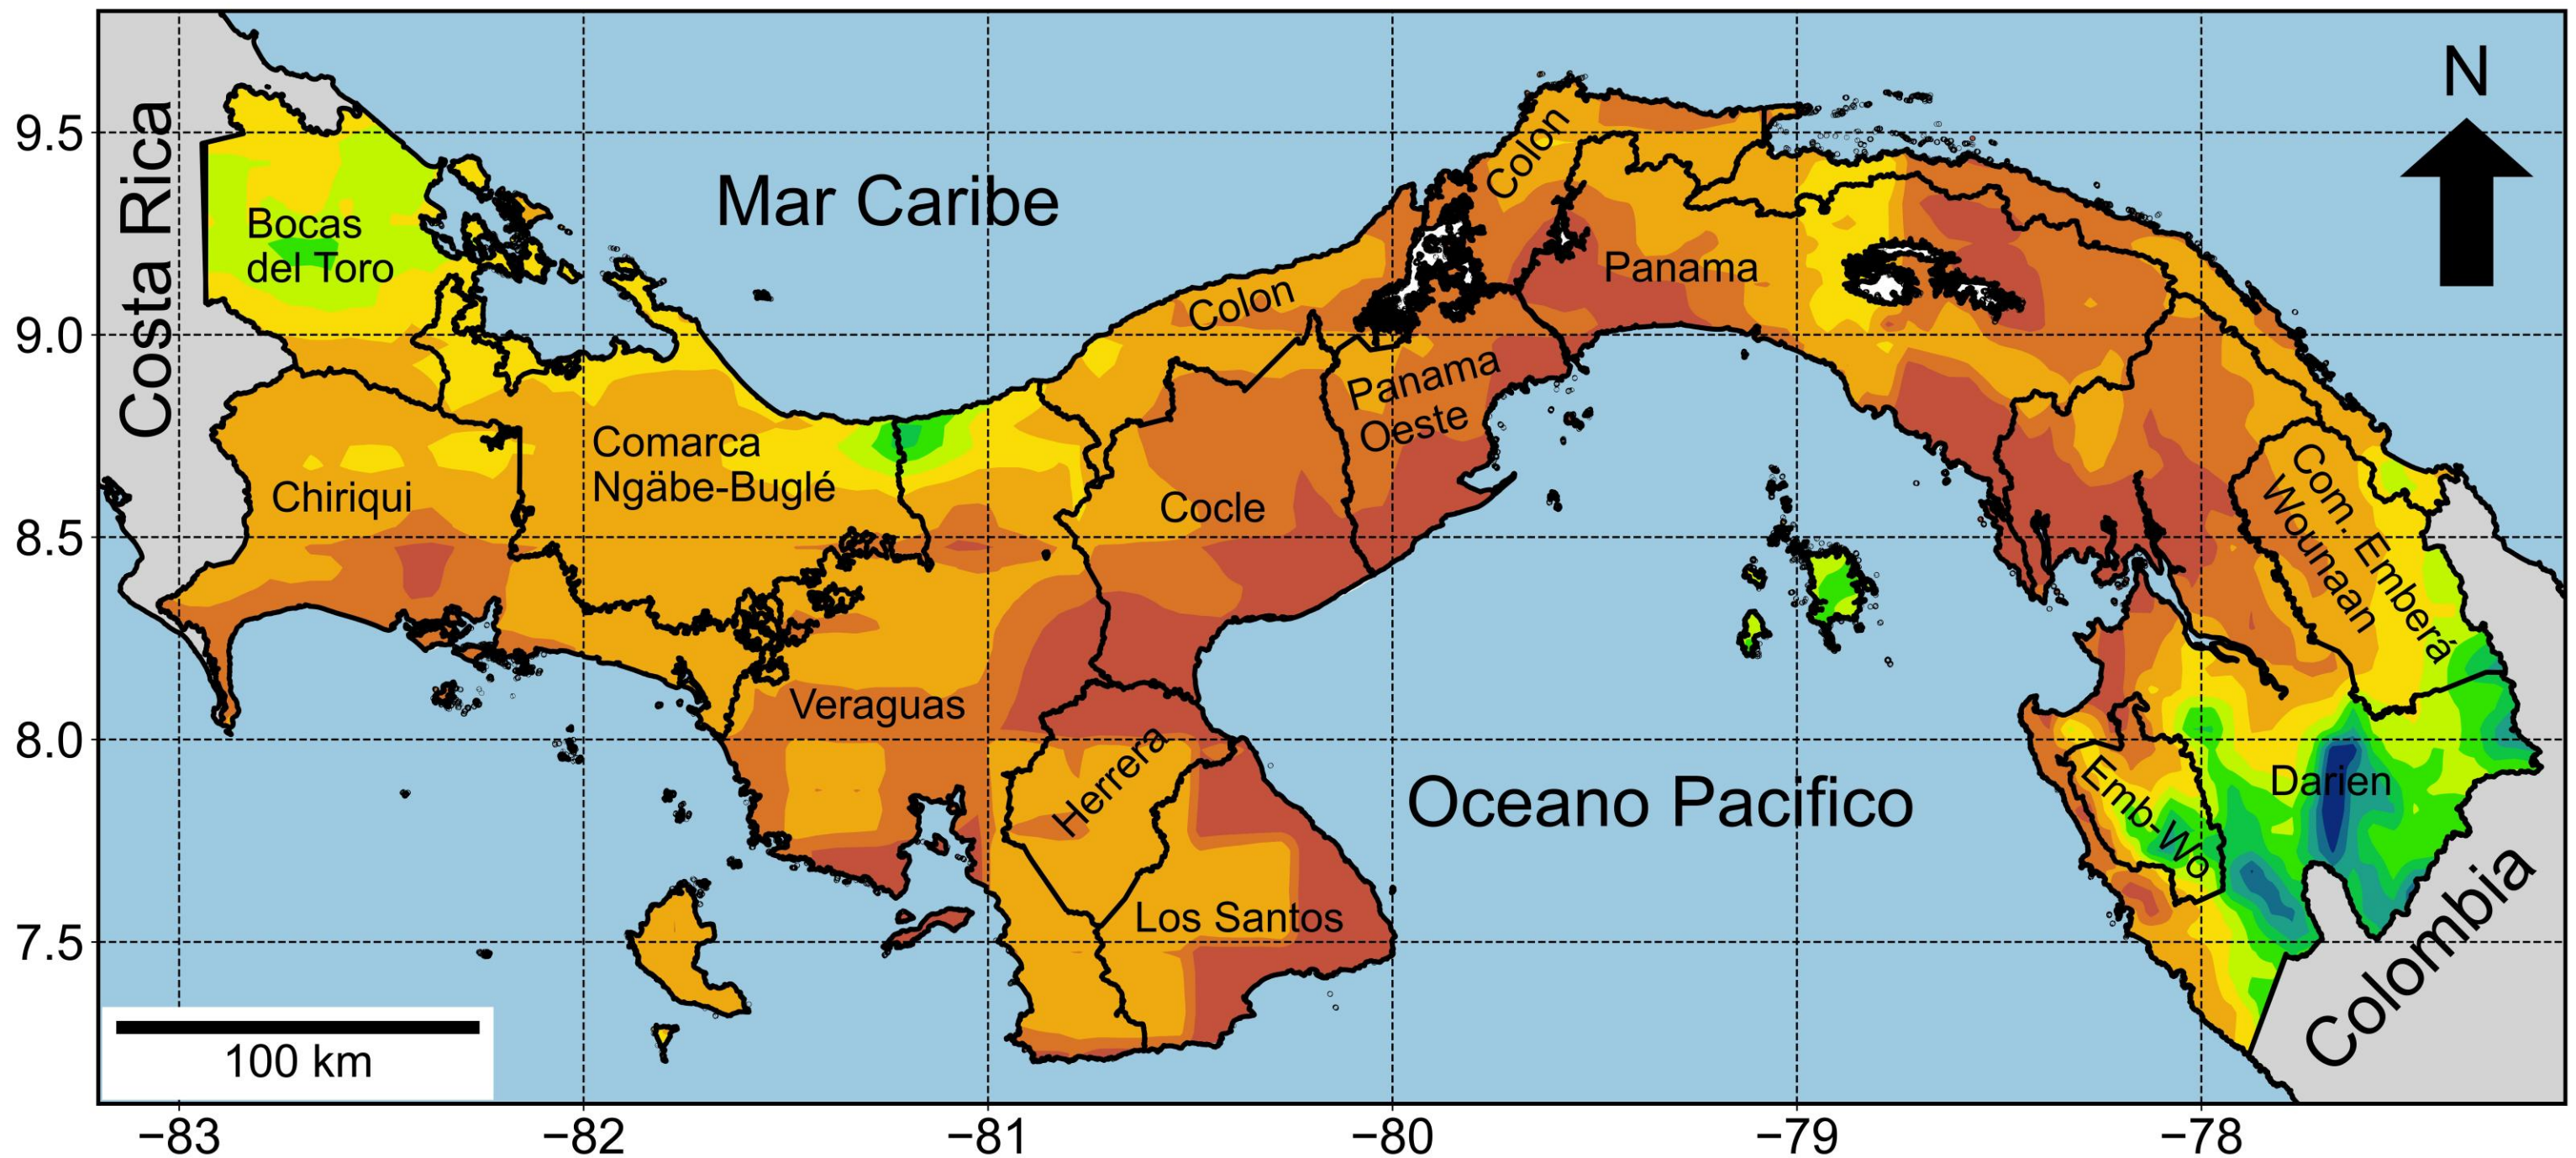 N
9.5
9.0
8.5
8.0
7.5
Costa Rica
Mar Caribe
Bocas
del Toro
Colon
Colon
Panama
Panama
Oeste
Comarca
Ngäbe-Buglé
Chiriqui
Cocle
Com. Emberá
Wounaan
Veraguas
Herrera
Los Santos
Oceano Pacifico
Emb-Wo
Darien
Colombia
100 km
−83
−82
−81
−80
−79
−78